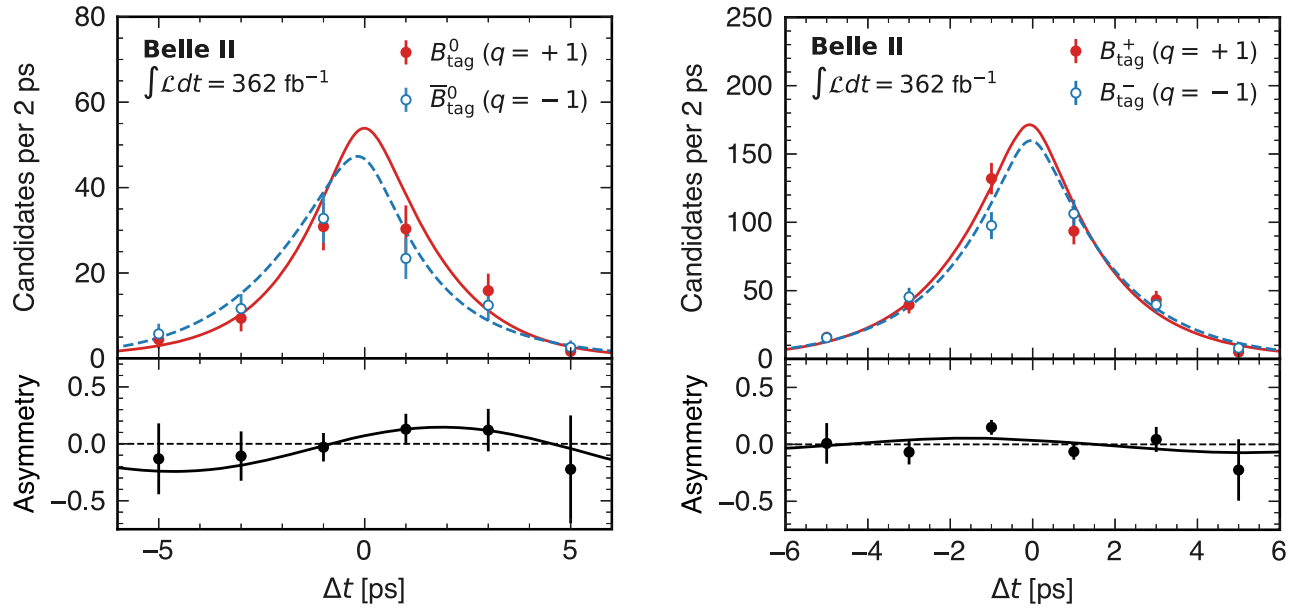 Candidates per 2 ps
80
60
40
20
0
Belle II
∫ℒdt = 362 fb⁻¹
B⁰tag (q = +1)
B̅⁰tag (q = −1)
Asymmetry
0.5
0.0
−0.5
−5
0
5
Δt [ps]
Candidates per 2 ps
250
200
150
100
50
0
Belle II
∫ℒdt = 362 fb⁻¹
B⁺tag (q = +1)
B⁻tag (q = −1)
Asymmetry
0.5
0.0
−0.5
−6
−4
−2
0
2
4
6
Δt [ps]